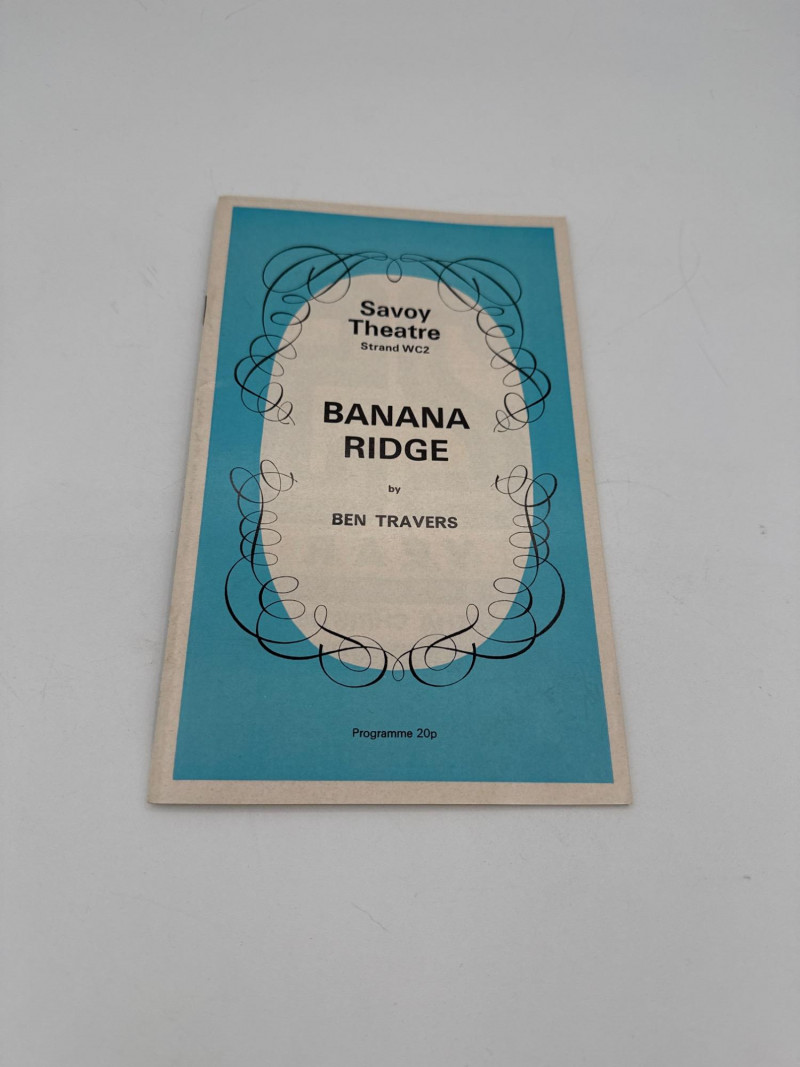 Savoy
Theatre
Strand WC2
BANANA
RIDGE
by
BEN TRAVERS
Programme 20p